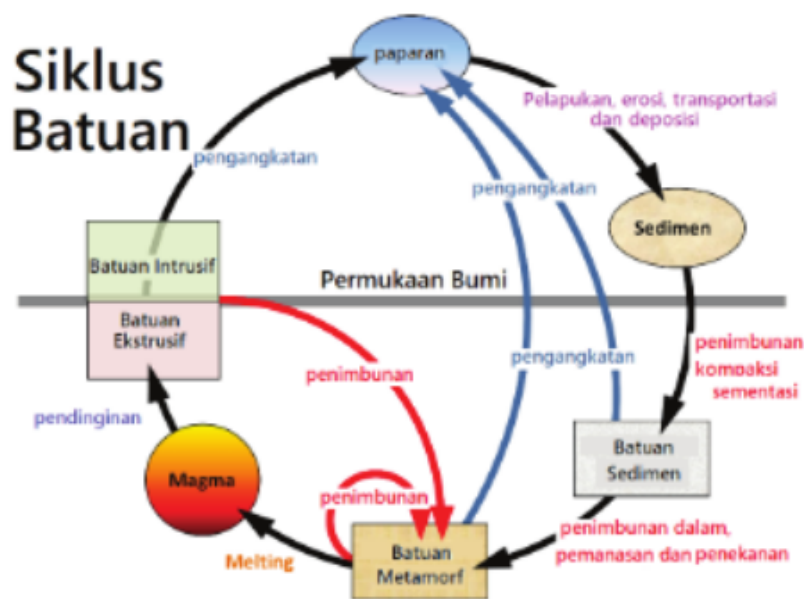 Siklus
Batuan
paparan
Pelapukan, erosi, transportasi
dan deposisi
pengangkatan
pengangkatan
Sedimen
Batuan Intrusif
Permukaan Bumi
Batuan
Ekstrusif
penimbunan
kompaksi
sementasi
pengangkatan
penimbunan
pendinginan
Batuan
Sedimen
Magma
penimbunan
penimbunan dalam,
pemanasan dan penekanan
Batuan
Metamorf
Melting